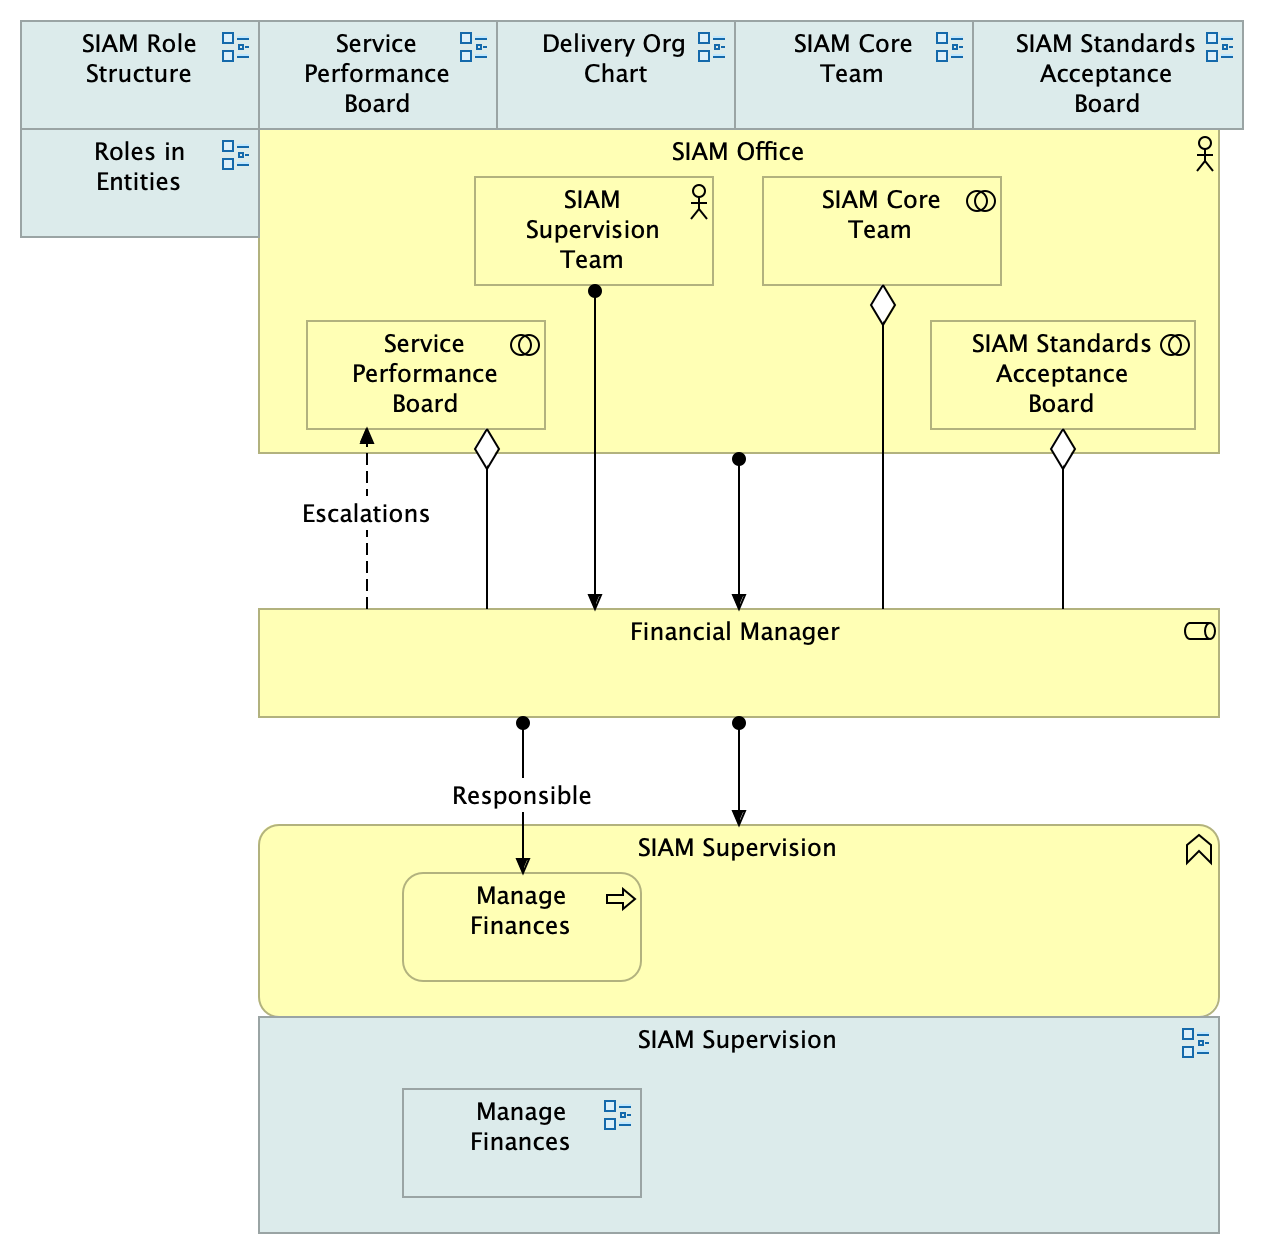 SIAM Role
Structure
Service
Performance
Board
Delivery Org
Chart
SIAM Core
Team
SIAM Standards
Acceptance
Board
Roles in
Entities
SIAM Office
SIAM
Supervision
Team
SIAM Core
Team
Service
Performance
Board
SIAM Standards
Acceptance
Board
Escalations
Financial Manager
Responsible
SIAM Supervision
Manage
Finances
SIAM Supervision
Manage
Finances